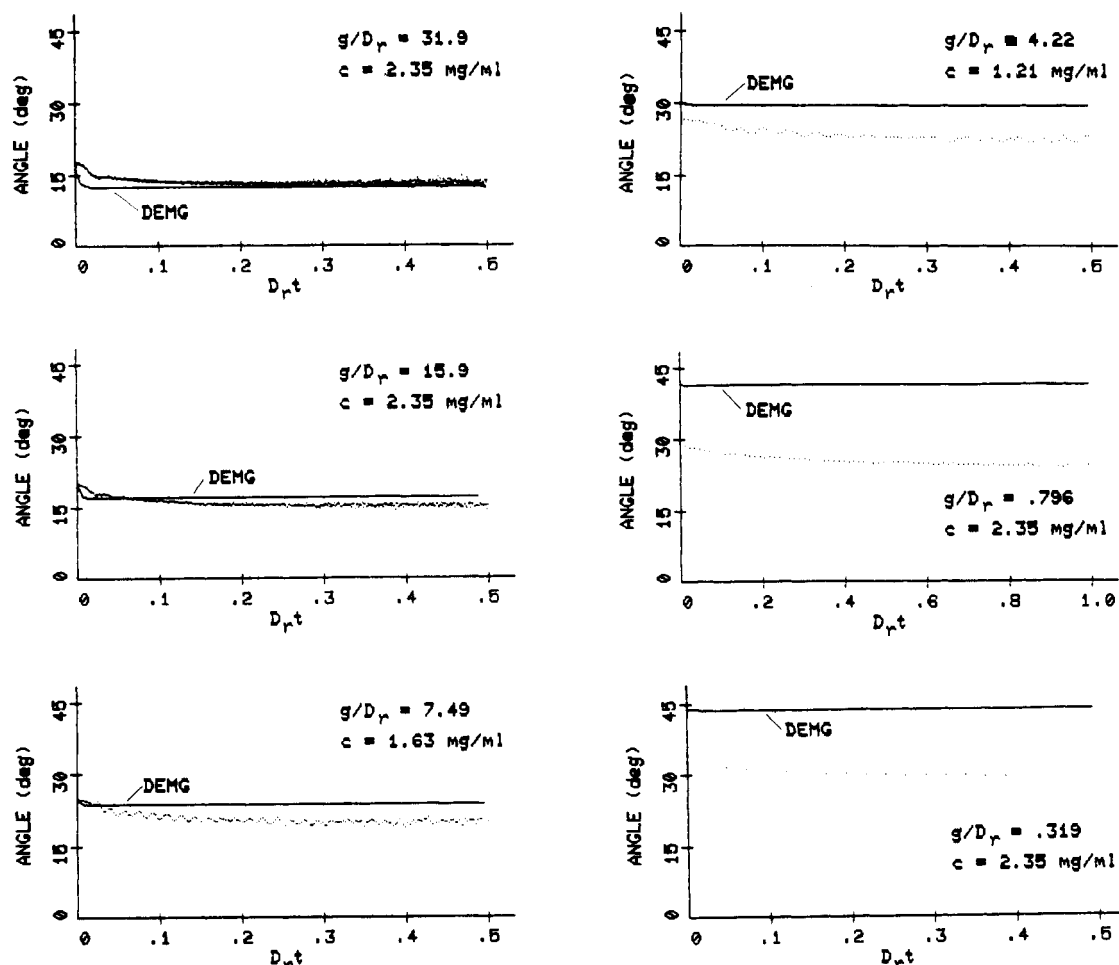 45
30
15
0
ANGLE (deg)
g/Dᵣ = 31.9
c = 2.35 mg/ml
DEMG
0 .1 .2 .3 .4 .5
Dᵣt
45
30
15
0
ANGLE (deg)
g/Dᵣ = 4.22
c = 1.21 mg/ml
DEMG
0 .1 .2 .3 .4 .5
Dᵣt
45
30
15
0
ANGLE (deg)
g/Dᵣ = 15.9
c = 2.35 mg/ml
DEMG
0 .1 .2 .3 .4 .5
Dᵣt
45
30
15
0
ANGLE (deg)
DEMG
g/Dᵣ = .796
c = 2.35 mg/ml
0 .2 .4 .6 .8 1.0
Dᵣt
45
30
15
0
ANGLE (deg)
g/Dᵣ = 7.49
c = 1.63 mg/ml
DEMG
0 .1 .2 .3 .4 .5
Dᵣt
45
30
15
0
ANGLE (deg)
DEMG
g/Dᵣ = .319
c = 2.35 mg/ml
0 .1 .2 .3 .4 .5
Dᵣt